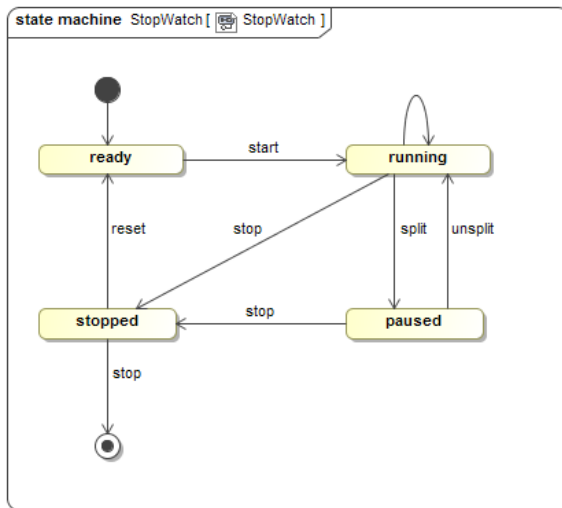 state machine StopWatch [ StopWatch ]
ready
start
running
reset
stop
split
unsplit
stopped
stop
paused
stop